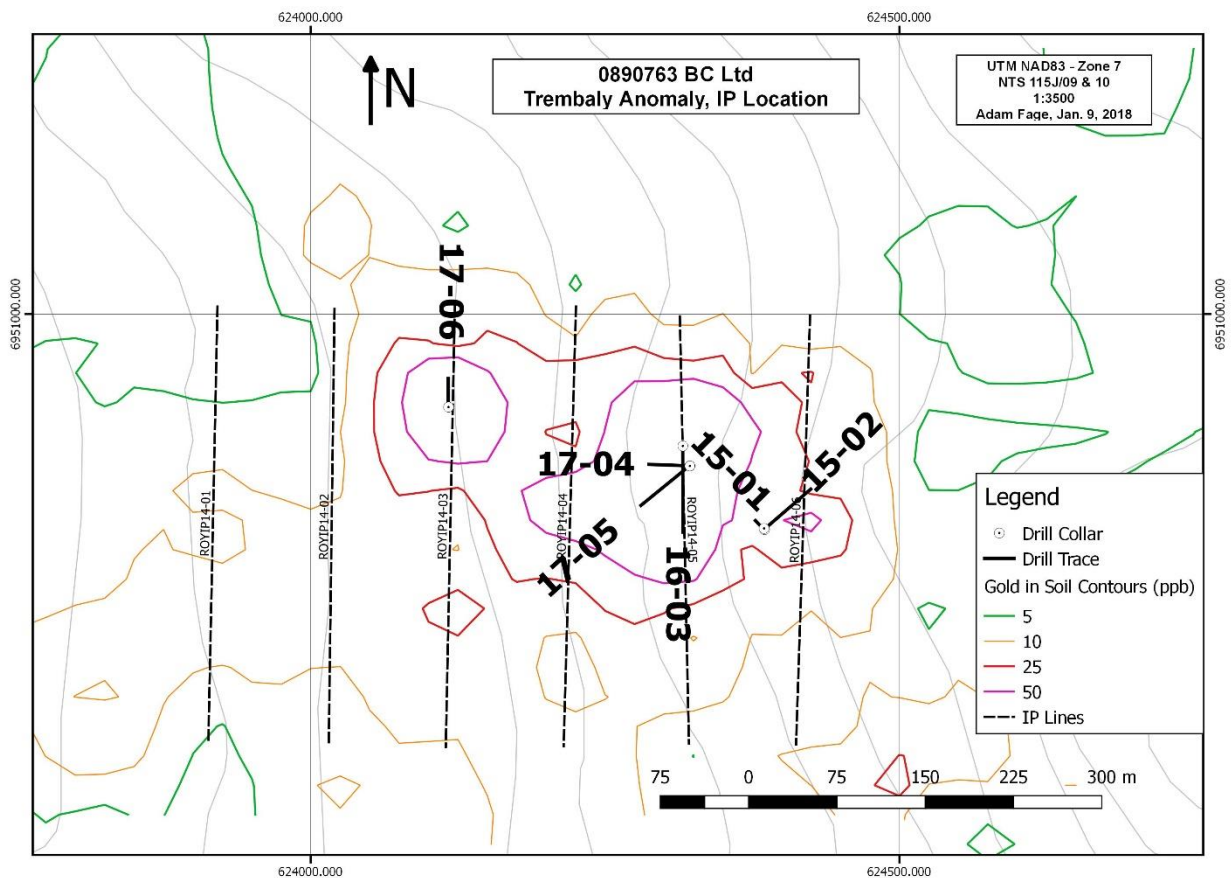 624000.000
624500.000
N
0890763 BC Ltd
Trembaly Anomaly, IP Location
UTM NAD83 - Zone 7
NTS 115J/09 & 10
1:3500
Adam Fage, Jan. 9, 2018
6951000.000
6951000.000
17-06
17-04
15-01
15-02
17-05
16-03
ROYIP14-01
ROYIP14-02
ROYIP14-03
ROYIP14-04
ROYIP14-05
ROYIP14-06
Legend
Drill Collar
Drill Trace
Gold in Soil Contours (ppb)
5
10
25
50
IP Lines
75 0 75 150 225 300 m
624000.000
624500.000